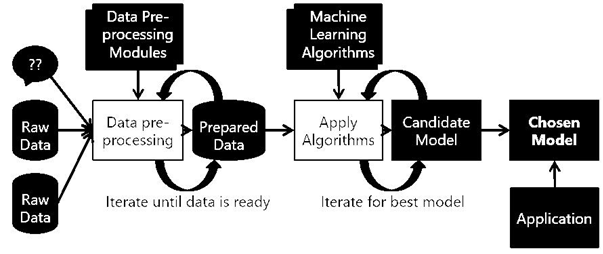 Data Pre-
processing
Modules
Machine
Learning
Algorithms
??
Raw
Data
Data pre-
processing
Prepared
Data
Apply
Algorithms
Candidate
Model
Chosen
Model
Raw
Data
Iterate until data is ready
Iterate for best model
Application